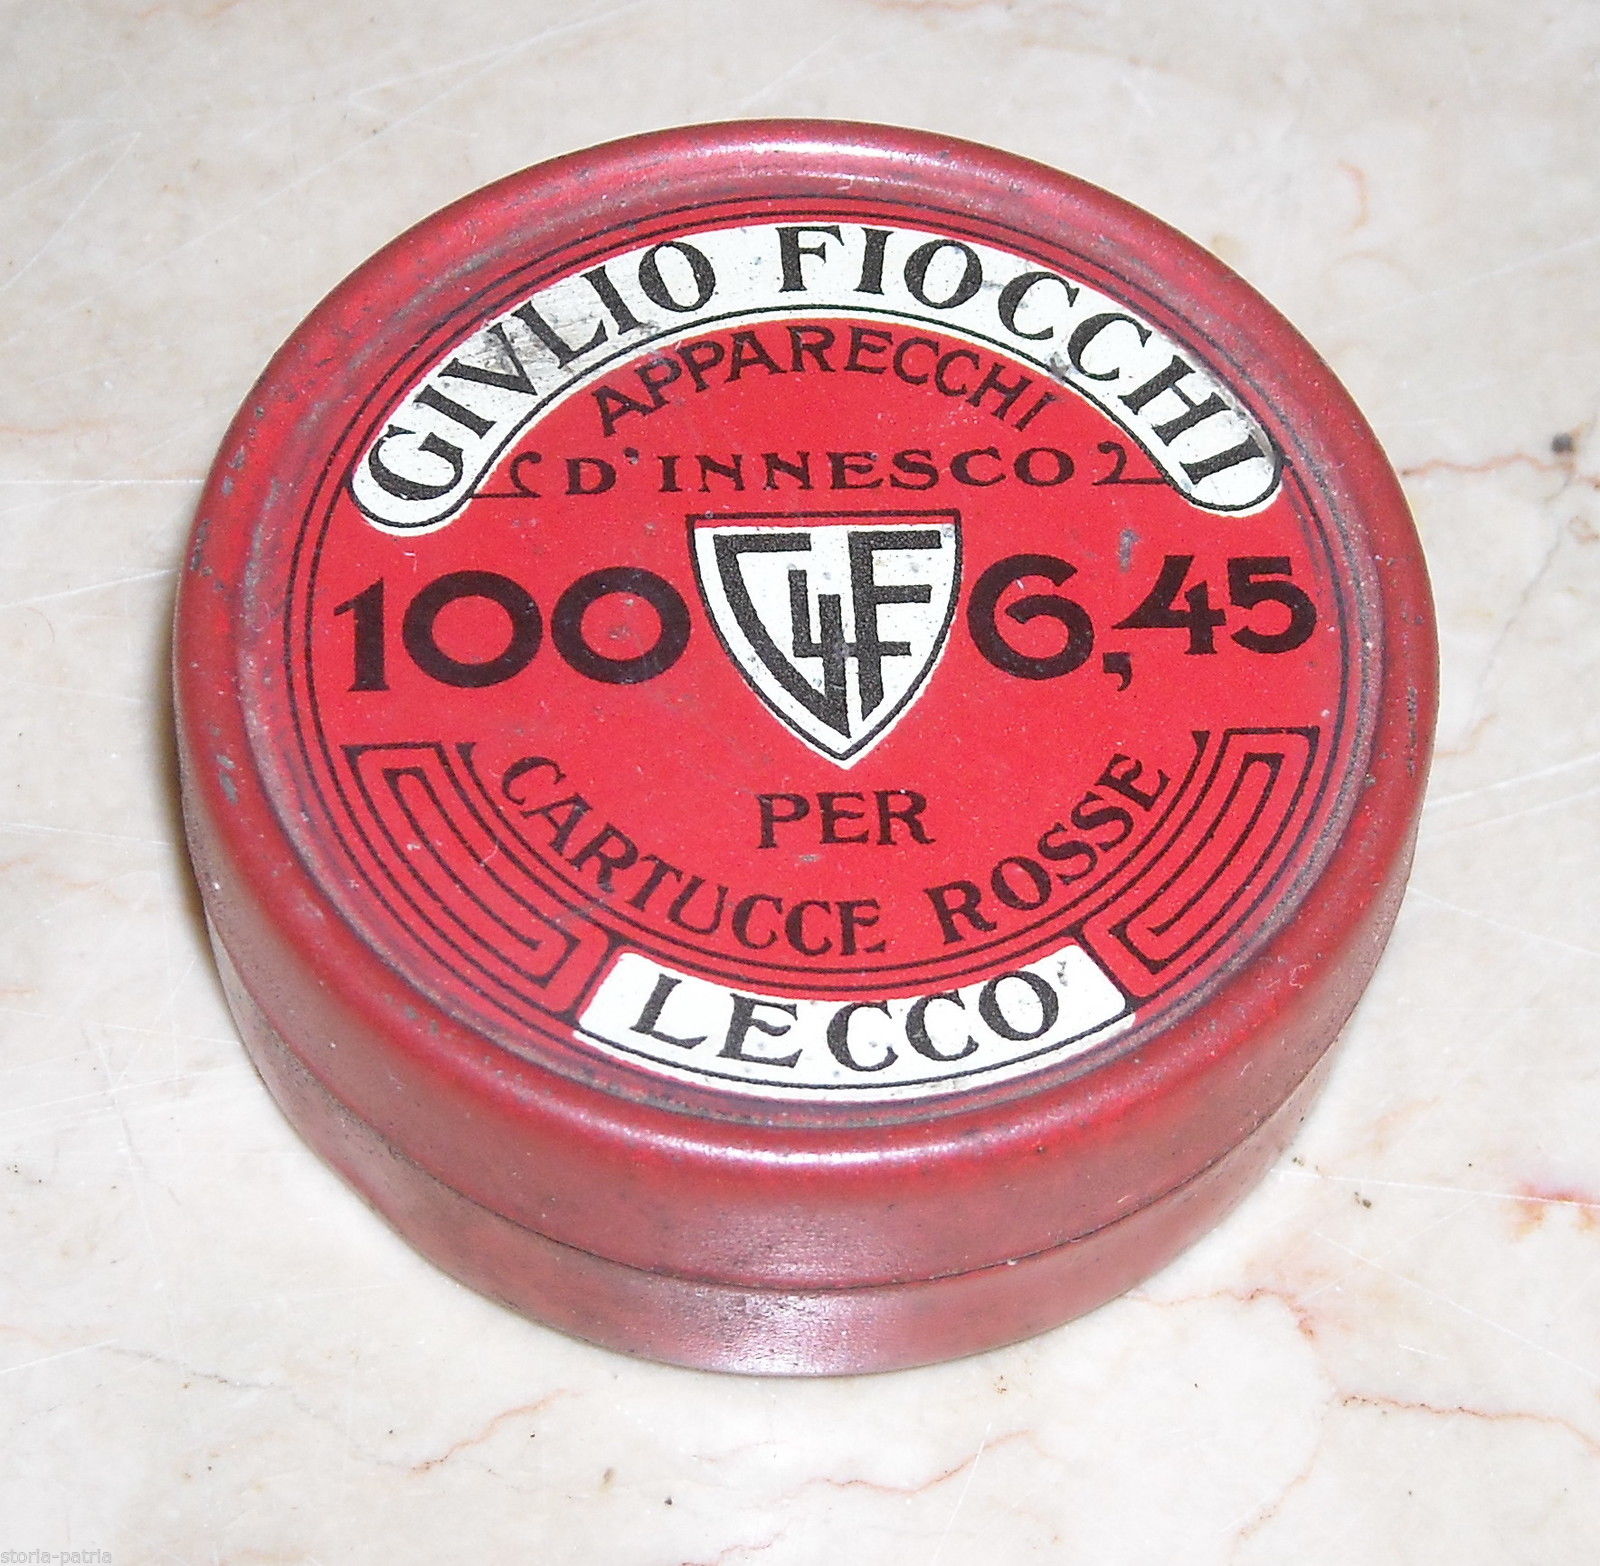 GIVLIO FIOCCHI
APPARECCHI
D'INNESCO
100 GF 6,45
PER
CARTUCCE ROSSE
LECCO
storia-patria